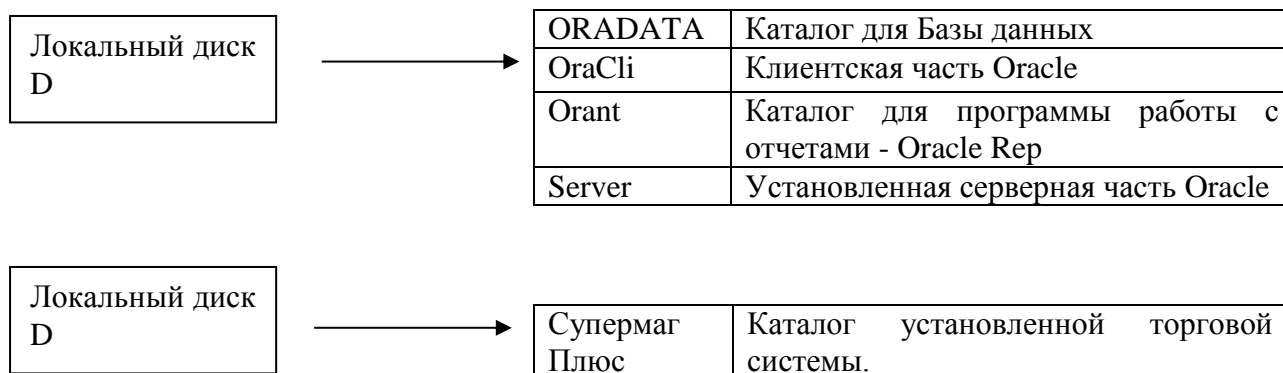 Локальный диск
D
ORADATA Каталог для Базы данных
OraCli Клиентская часть Oracle
Orant Каталог для программы работы с
отчетами - Oracle Rep
Server Установленная серверная часть Oracle
Локальный диск
D
Супермаг Каталог установленной торговой
Плюс системы.